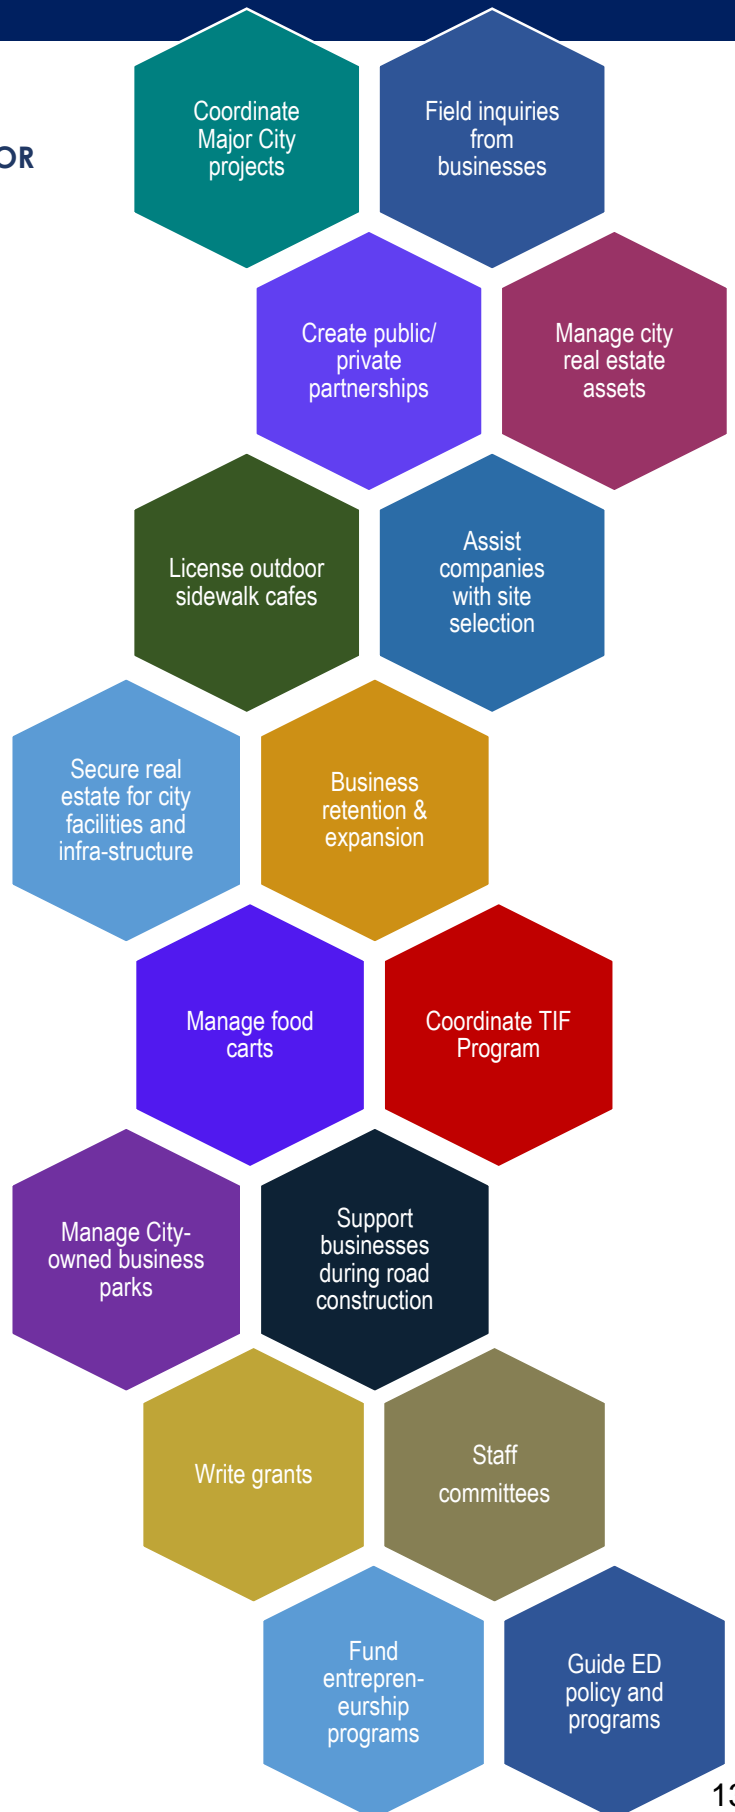 Coordinate
Major City
projects
Field inquiries
from
businesses
OR
Create public/
private
partnerships
Manage city
real estate
assets
License outdoor
sidewalk cafes
Assist
companies
with site
selection
Secure real
estate for city
facilities and
infra-structure
Business
retention &
expansion
Manage food
carts
Coordinate TIF
Program
Manage City-
owned business
parks
Support
businesses
during road
construction
Write grants
Staff
committees
Fund
entrepren-
eurship
programs
Guide ED
policy and
programs
13